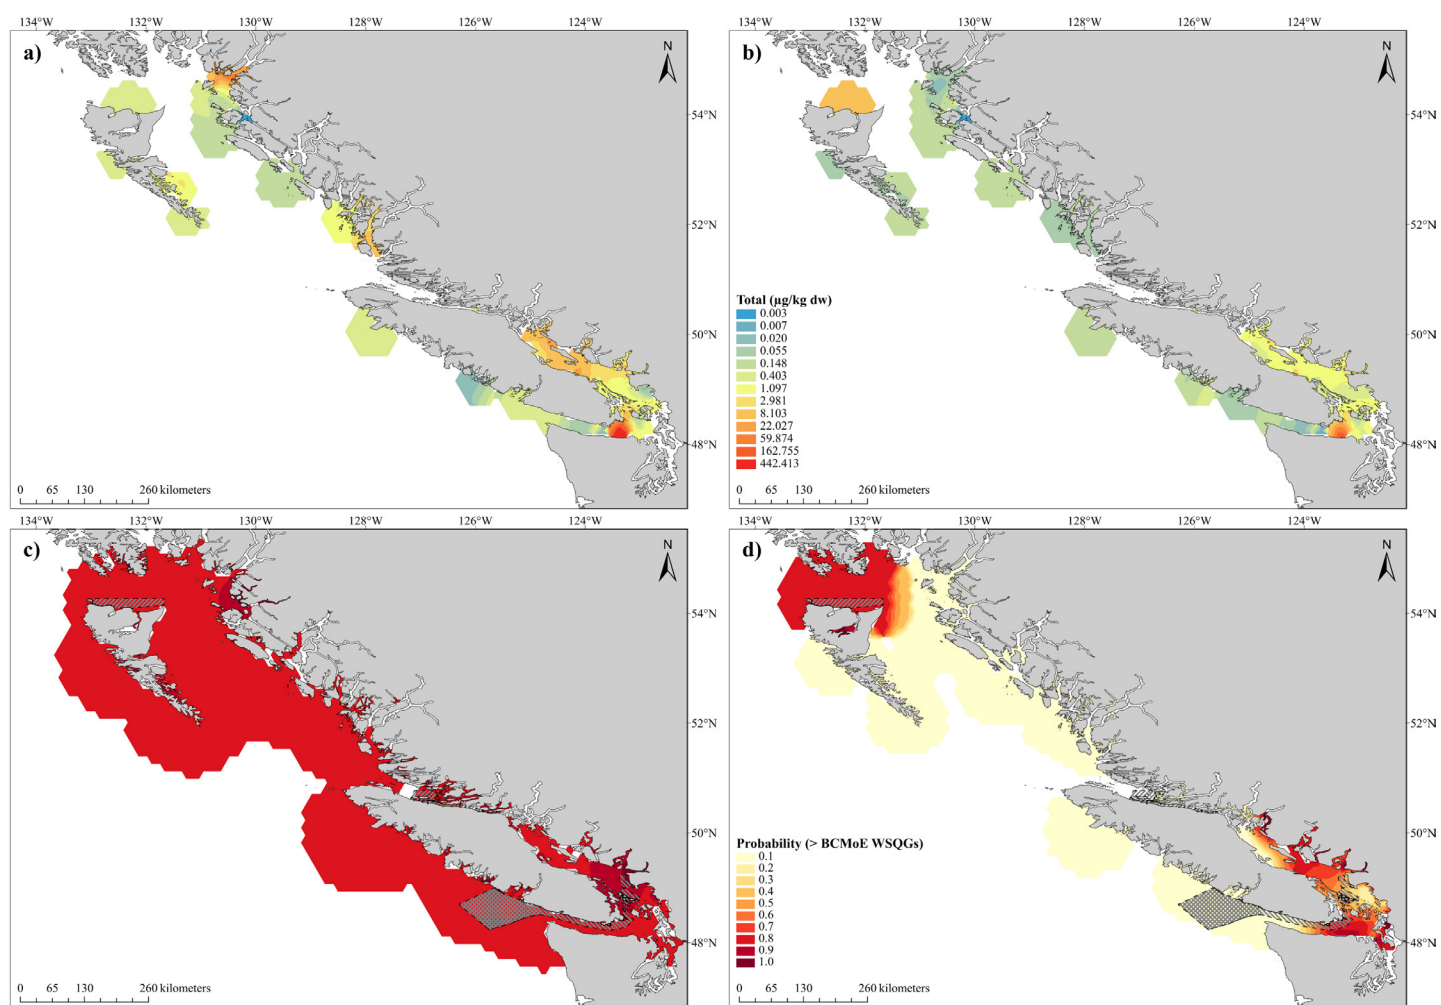 134°W 132°W 130°W 128°W 126°W 124°W
134°W 132°W 130°W 128°W 126°W 124°W
a)
N
b)
N
54°N
54°N
52°N
52°N
50°N
50°N
48°N
48°N
Total (µg/kg dw)
0.003
0.007
0.020
0.055
0.148
0.403
1.097
2.981
8.103
22.027
59.874
162.755
442.413
0 65 130 260 kilometers
0 65 130 260 kilometers
134°W 132°W 130°W 128°W 126°W 124°W
134°W 132°W 130°W 128°W 126°W 124°W
c)
N
d)
N
54°N
54°N
52°N
52°N
50°N
50°N
48°N
48°N
Probability (> BCMoE WSQGs)
0.1
0.2
0.3
0.4
0.5
0.6
0.7
0.8
0.9
1.0
0 65 130 260 kilometers
0 65 130 260 kilometers